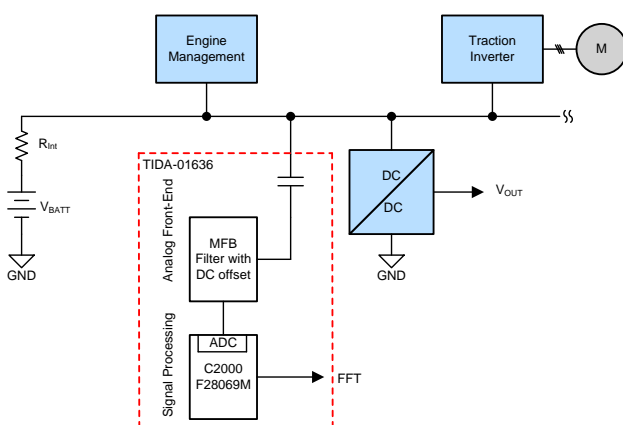 Engine
Management
Traction
Inverter
M
RInt
VBATT
GND
TIDA-01636
Analog Front-End
MFB
Filter with
DC offset
DC
DC
VOUT
GND
Signal Processing
ADC
C2000
F28069M
FFT